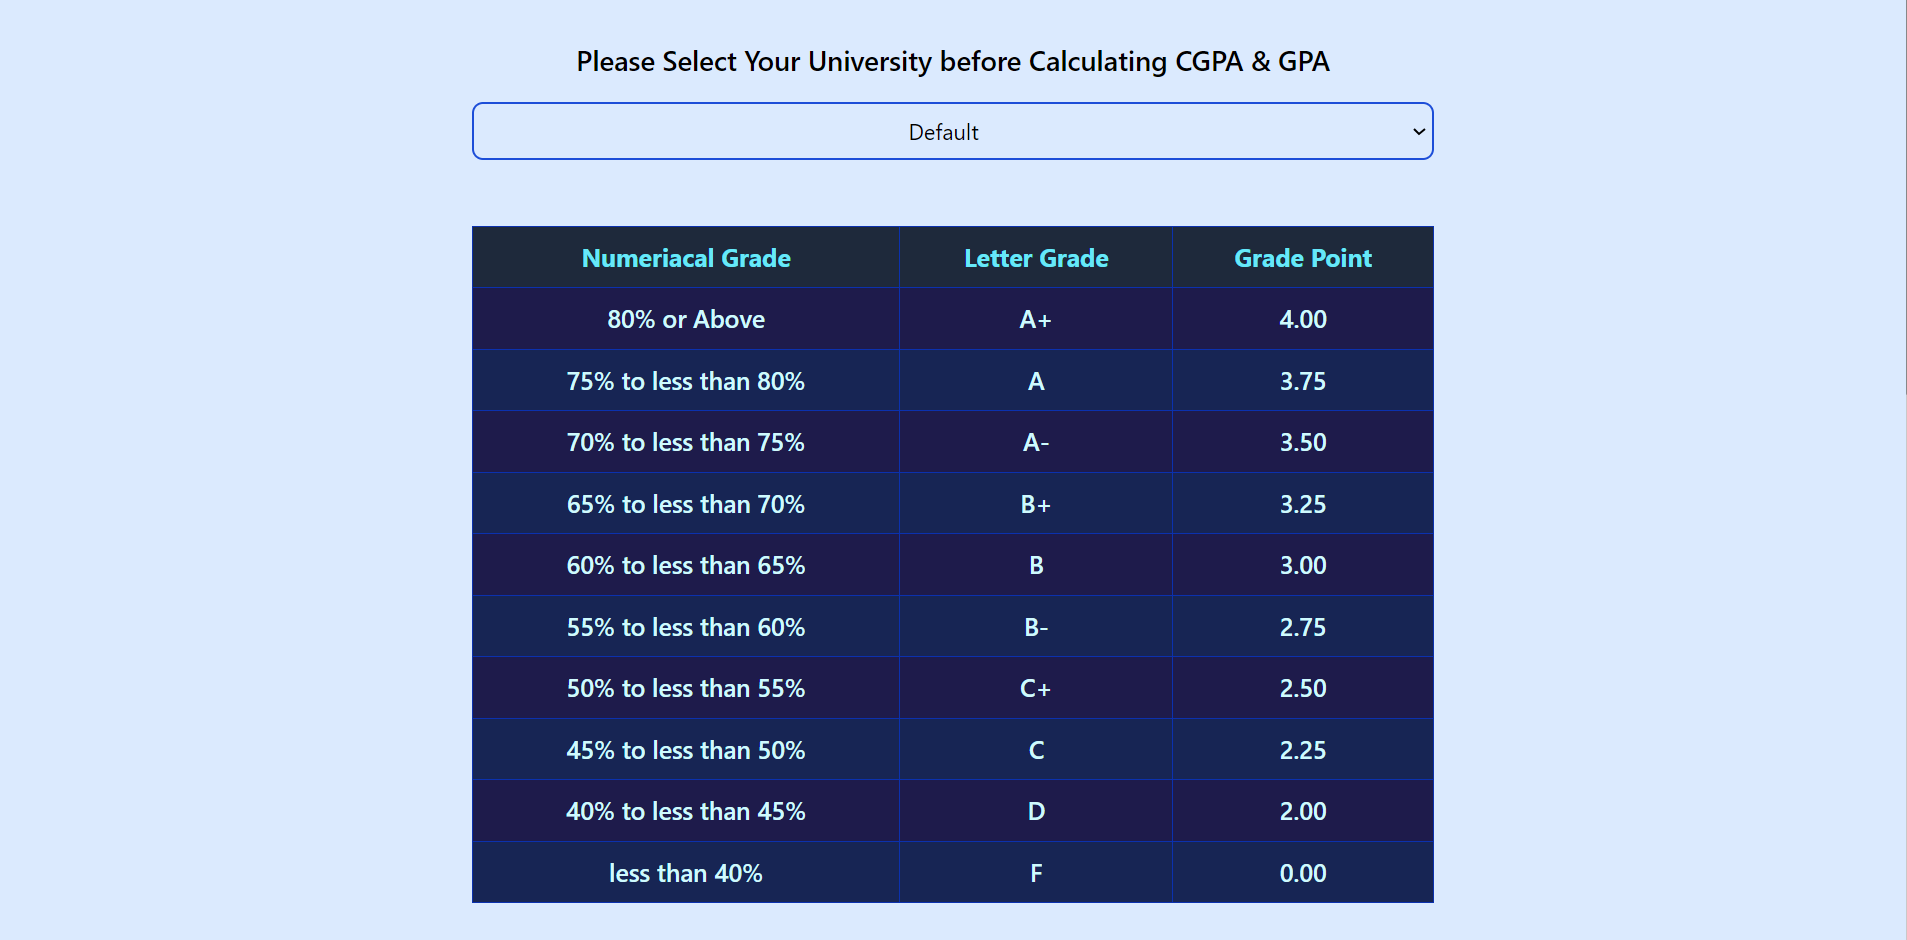 Please Select Your University before Calculating CGPA & GPA
Default
Numeriacal Grade Letter Grade Grade Point
80% or Above A+ 4.00
75% to less than 80% A 3.75
70% to less than 75% A- 3.50
65% to less than 70% B+ 3.25
60% to less than 65% B 3.00
55% to less than 60% B- 2.75
50% to less than 55% C+ 2.50
45% to less than 50% C 2.25
40% to less than 45% D 2.00
less than 40% F 0.00